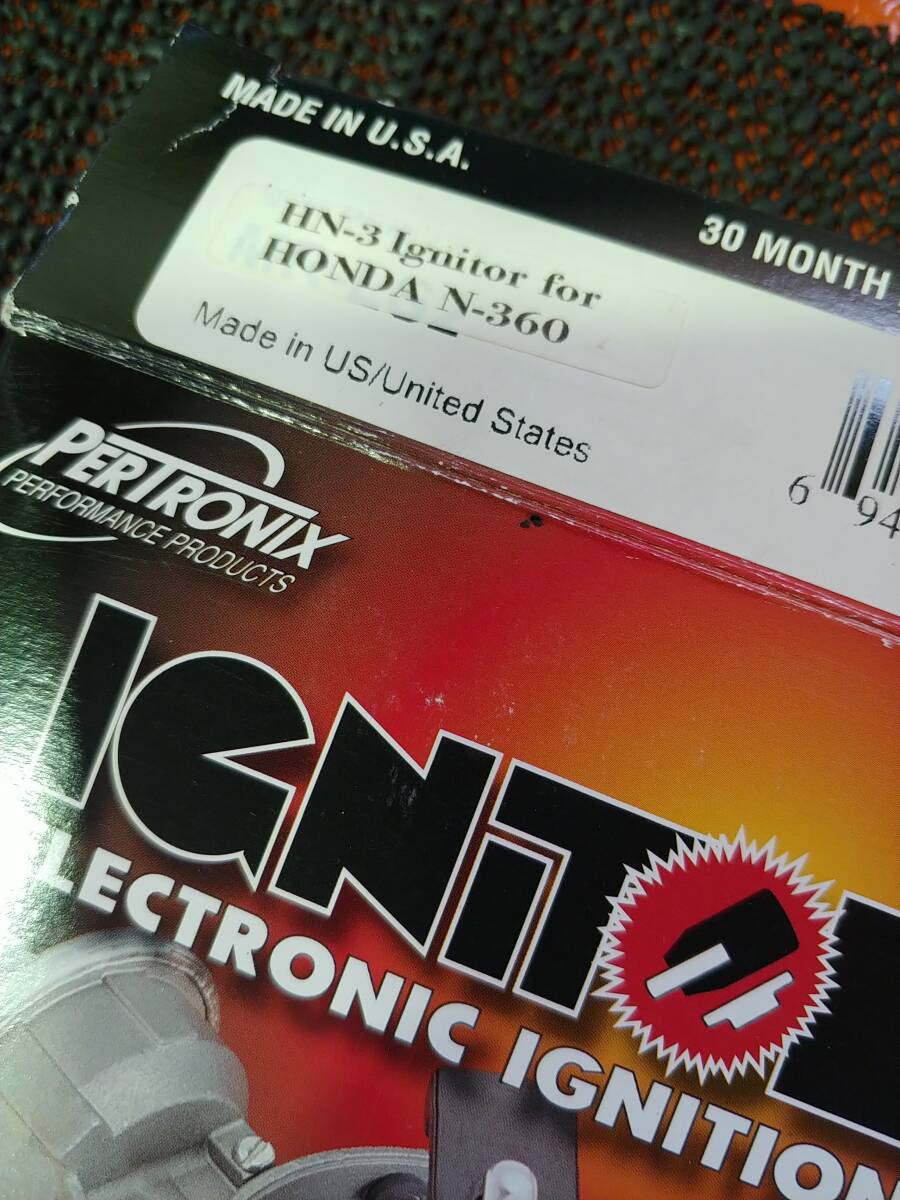 MADE IN U.S.A.
30 MONTH
HN-3 Ignitor for
HONDA N-360
Made in US/United States
6 94
PERTRONIX
PERFORMANCE PRODUCTS
IGNiTO
LECTRONIC IGNITION